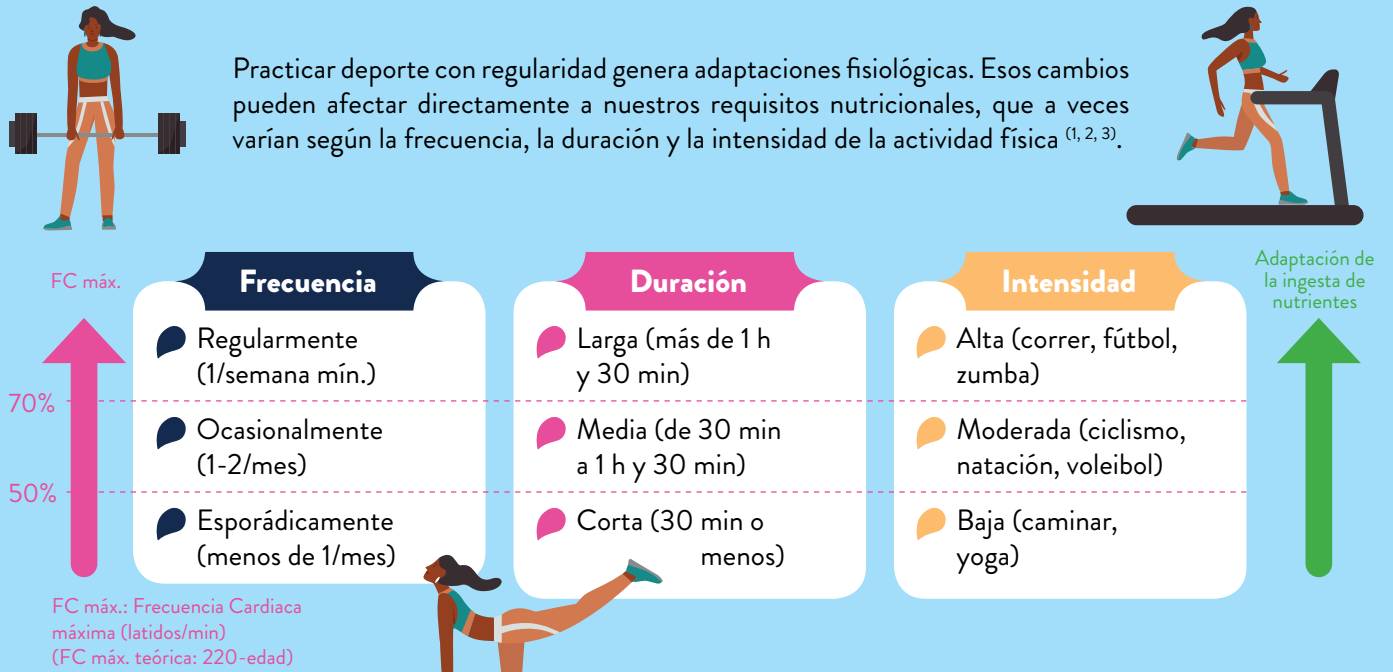 Practicar deporte con regularidad genera adaptaciones fisiológicas. Esos cambios
pueden afectar directamente a nuestros requisitos nutricionales, que a veces
varían según la frecuencia, la duración y la intensidad de la actividad física (1, 2, 3).
FC máx.
70%
50%
Frecuencia
Regularmente
(1/semana mín.)
Ocasionalmente
(1-2/mes)
Esporádicamente
(menos de 1/mes)
Duración
Larga (más de 1 h
y 30 min)
Media (de 30 min
a 1 h y 30 min)
Corta (30 min o
menos)
Intensidad
Alta (correr, fútbol,
zumba)
Moderada (ciclismo,
natación, voleibol)
Baja (caminar,
yoga)
Adaptación de
la ingesta de
nutrientes
FC máx.: Frecuencia Cardiaca
máxima (latidos/min)
(FC máx. teórica: 220-edad)